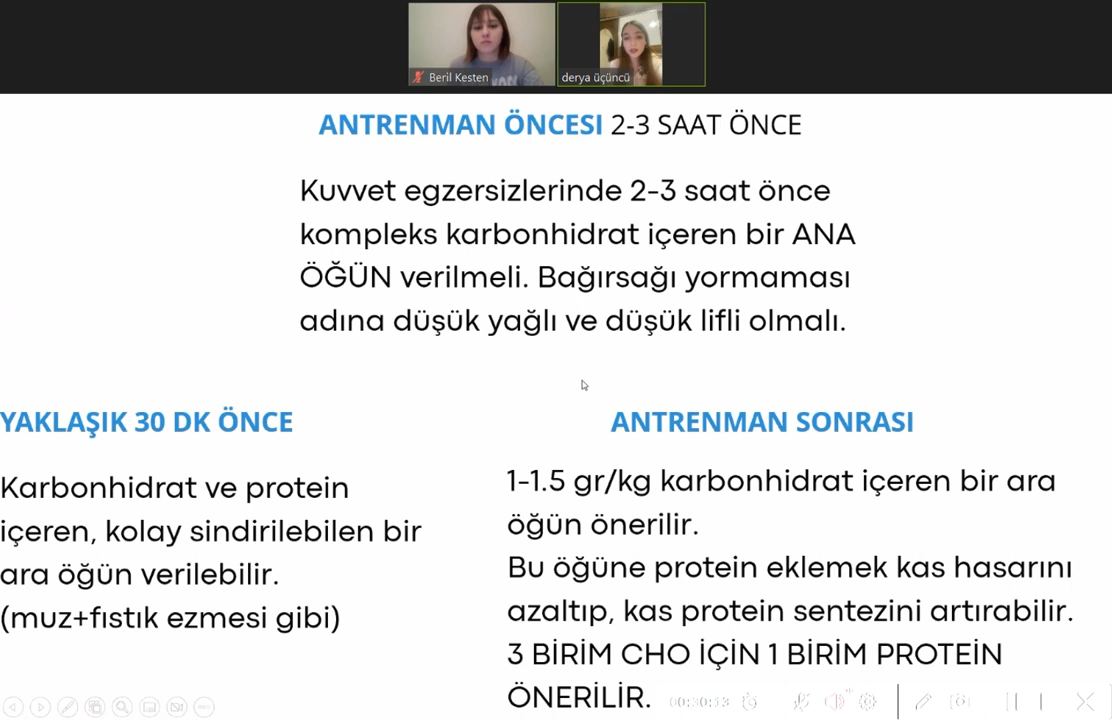 Beril Kesten
derya üçüncü
ANTRENMAN ÖNCESI 2-3 SAAT ÖNCE
Kuvvet egzersizlerinde 2-3 saat önce
kompleks karbonhidrat içeren bir ANA
ÖĞÜN verilmeli. Bağırsağı yormaması
adına düşük yağlı ve düşük lifli olmalı.
YAKLAŞIK 30 DK ÖNCE
Karbonhidrat ve protein
içeren, kolay sindirilebilen bir
ara öğün verilebilir.
(muz+fıstık ezmesi gibi)
ANTRENMAN SONRASI
1-1.5 gr/kg karbonhidrat içeren bir ara
öğün önerilir.
Bu öğüne protein eklemek kas hasarını
azaltıp, kas protein sentezini artırabilir.
3 BİRİM CHO İÇİN 1 BİRİM PROTEİN
ÖNERİLİR.